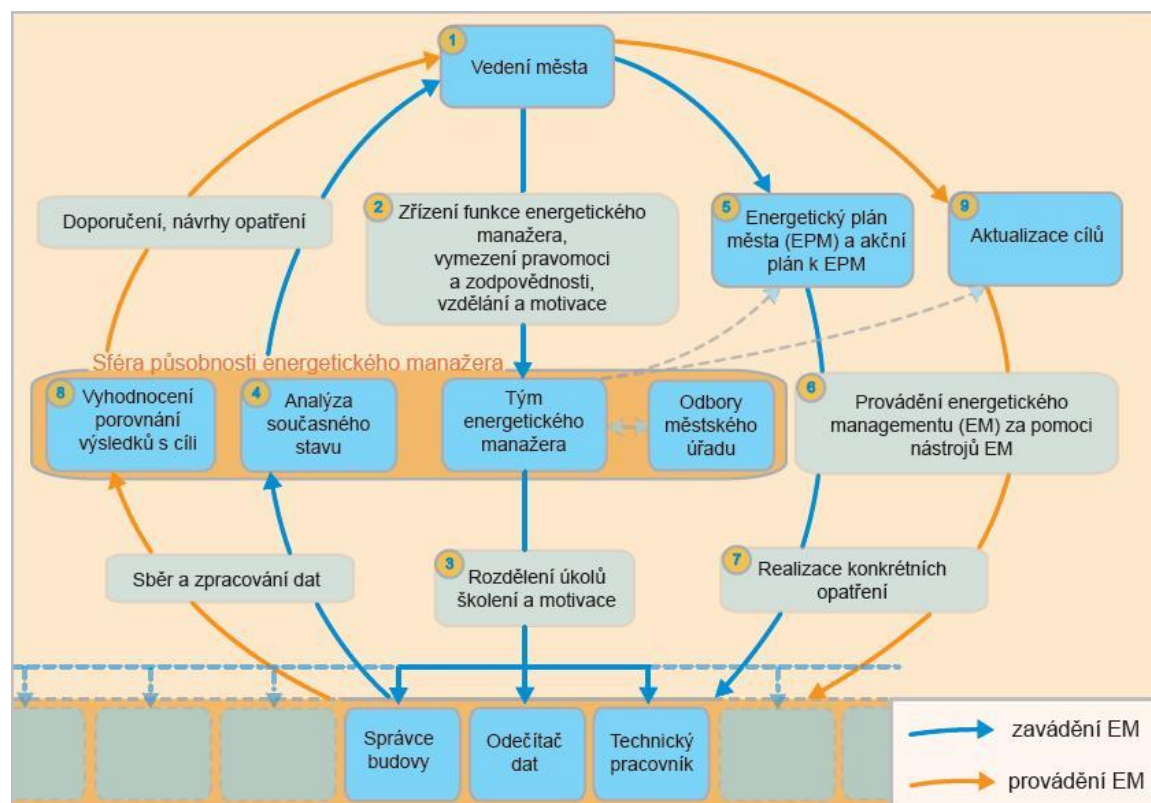 1
Vedení města
Doporučení, návrhy opatření
2
Zřízení funkce energetického
manažera,
vymezení pravomoci
a zodpovědnosti,
vzdělání a motivace
5
Energetický plán
města (EPM) a akční
plán k EPM
9
Aktualizace cílů
Sféra působnosti energetického manažera
8
Vyhodnocení
porovnání
výsledků s cíli
4
Analýza
současného
stavu
Tým
energetického
manažera
Odbory
městského
úřadu
6
Provádění energetického
managementu (EM) za pomoci
nástrojů EM
Sběr a zpracování dat
3
Rozdělení úkolů
školení a motivace
7
Realizace konkrétních
opatření
Správce
budovy
Odečítač
dat
Technický
pracovník
zavádění EM
provádění EM